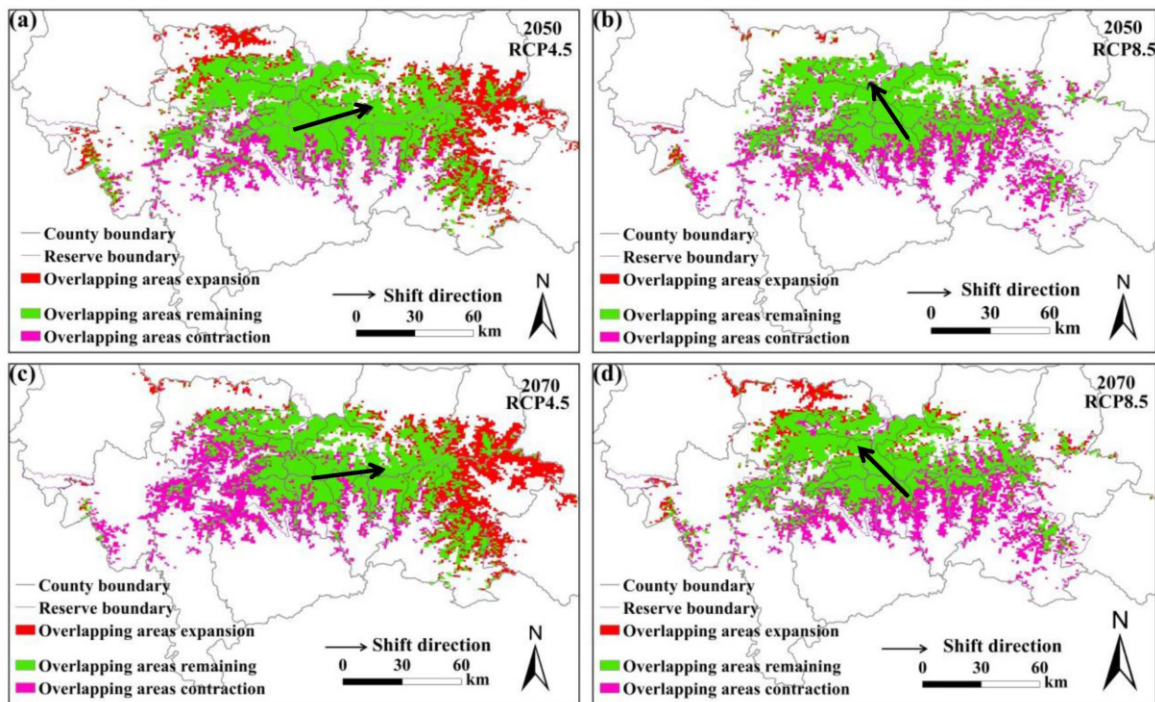 (a)
2050
RCP4.5
County boundary
Reserve boundary
Overlapping areas expansion
Overlapping areas remaining
Overlapping areas contraction
Shift direction
0 30 60
km
N
(b)
2050
RCP8.5
County boundary
Reserve boundary
Overlapping areas expansion
Overlapping areas remaining
Overlapping areas contraction
Shift direction
0 30 60
km
N
(c)
2070
RCP4.5
County boundary
Reserve boundary
Overlapping areas expansion
Overlapping areas remaining
Overlapping areas contraction
Shift direction
0 30 60
km
N
(d)
2070
RCP8.5
County boundary
Reserve boundary
Overlapping areas expansion
Overlapping areas remaining
Overlapping areas contraction
Shift direction
0 30 60
km
N